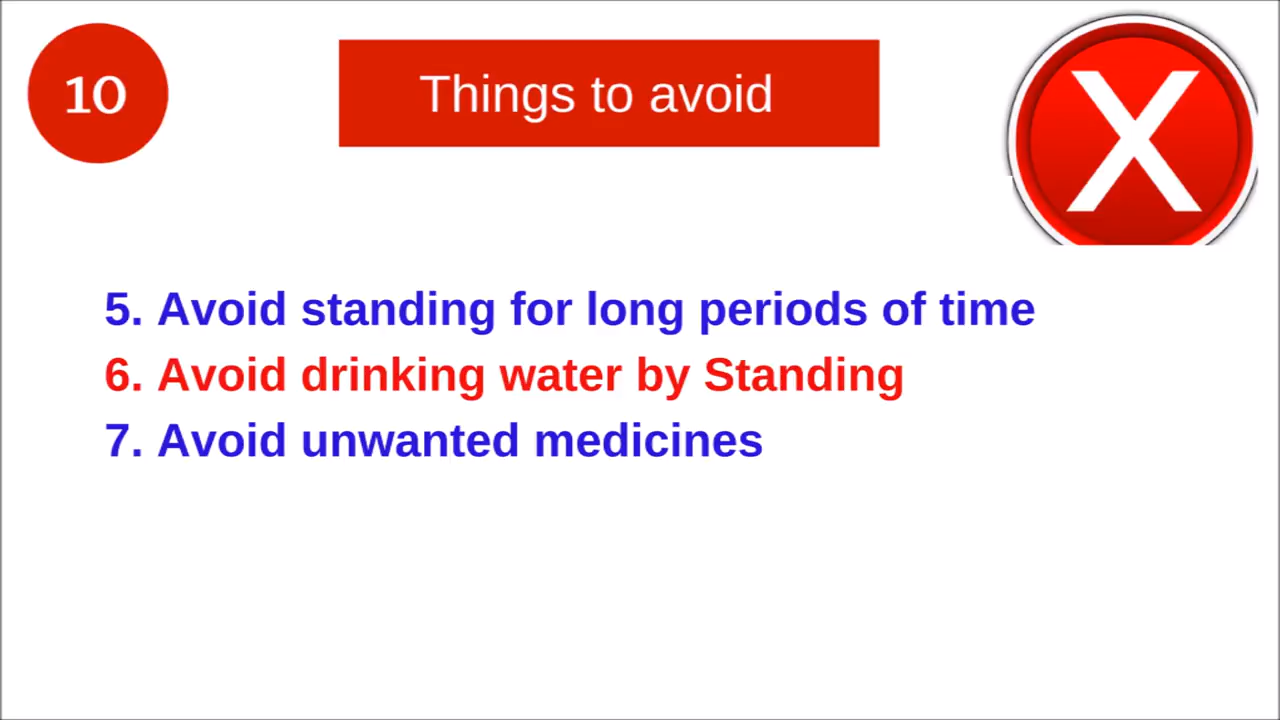 10
Things to avoid
X
5. Avoid standing for long periods of time
6. Avoid drinking water by Standing
7. Avoid unwanted medicines